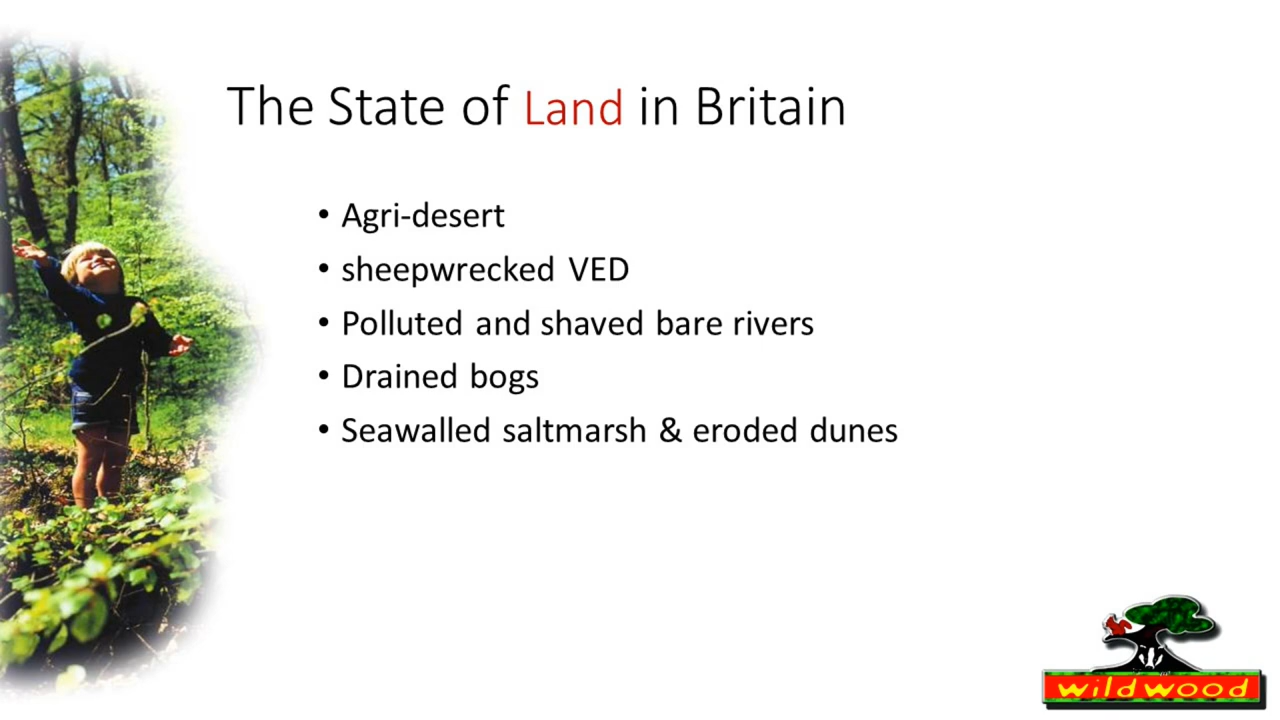 The State of Land in Britain
• Agri-desert
• sheepwrecked VED
• Polluted and shaved bare rivers
• Drained bogs
• Seawalled saltmarsh & eroded dunes
wildwood